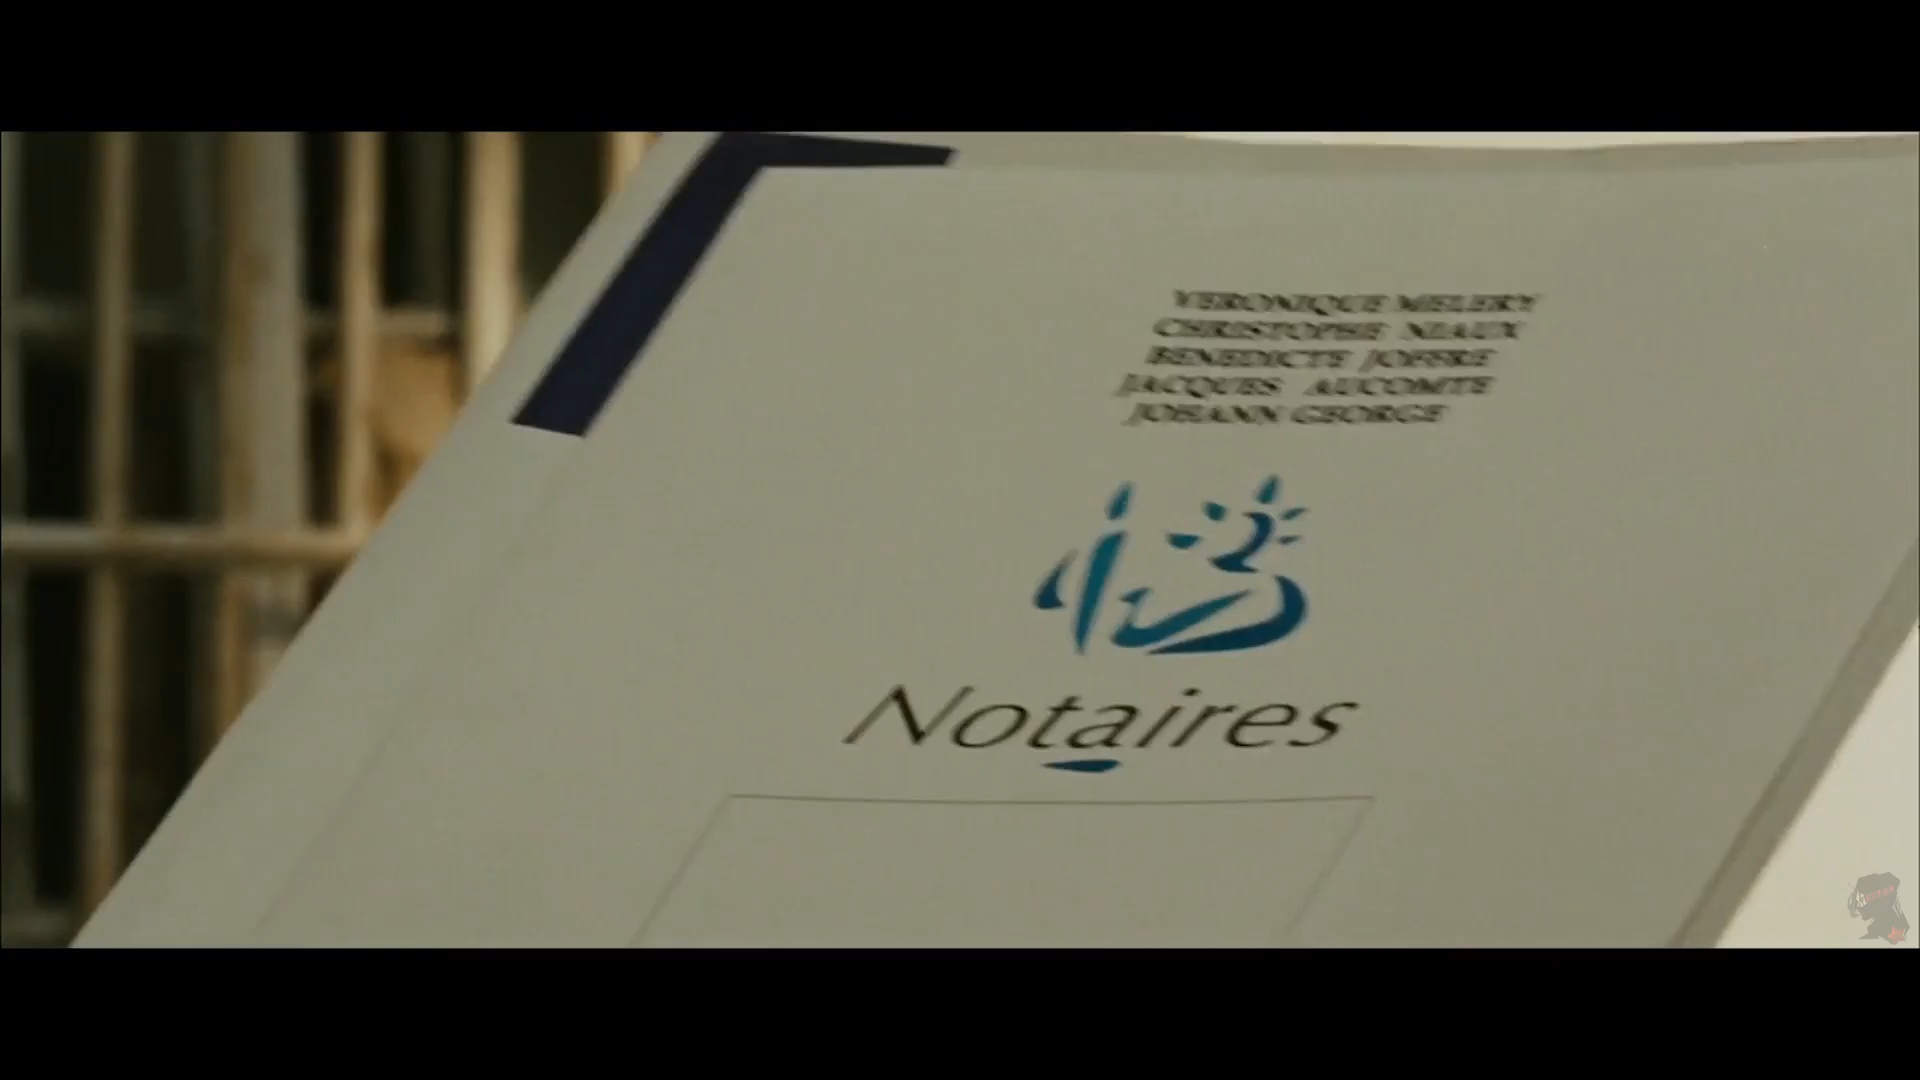 VERONIQUE MELERY
CHRISTOPHE NIAUX
BENEDICTE JOFFRE
JACQUES AUCOMTE
JOHANN GEORGE
Notaires